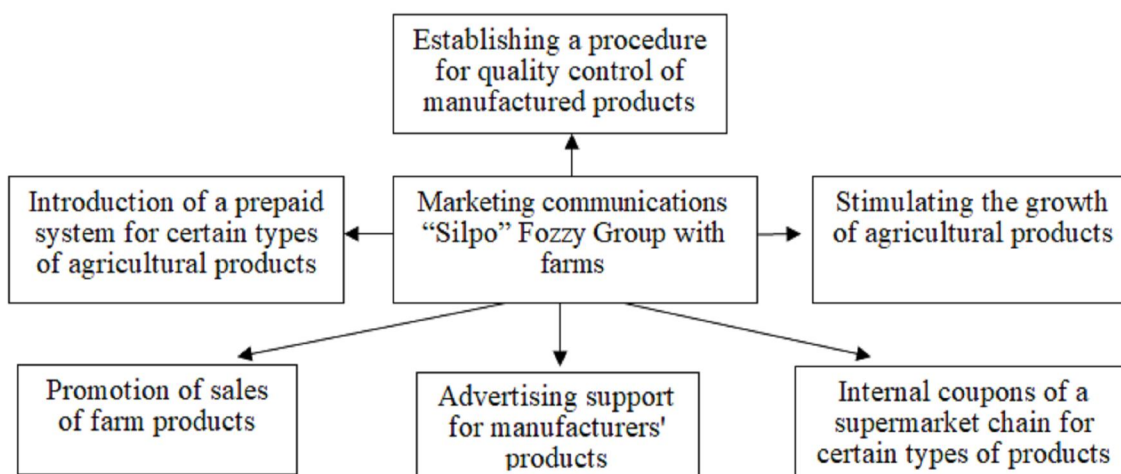 Establishing a procedure
for quality control of
manufactured products
Introduction of a prepaid
system for certain types
of agricultural products
Marketing communications
“Silpo” Fozzy Group with
farms
Stimulating the growth
of agricultural products
Promotion of sales
of farm products
Advertising support
for manufacturers'
products
Internal coupons of a
supermarket chain for
certain types of products